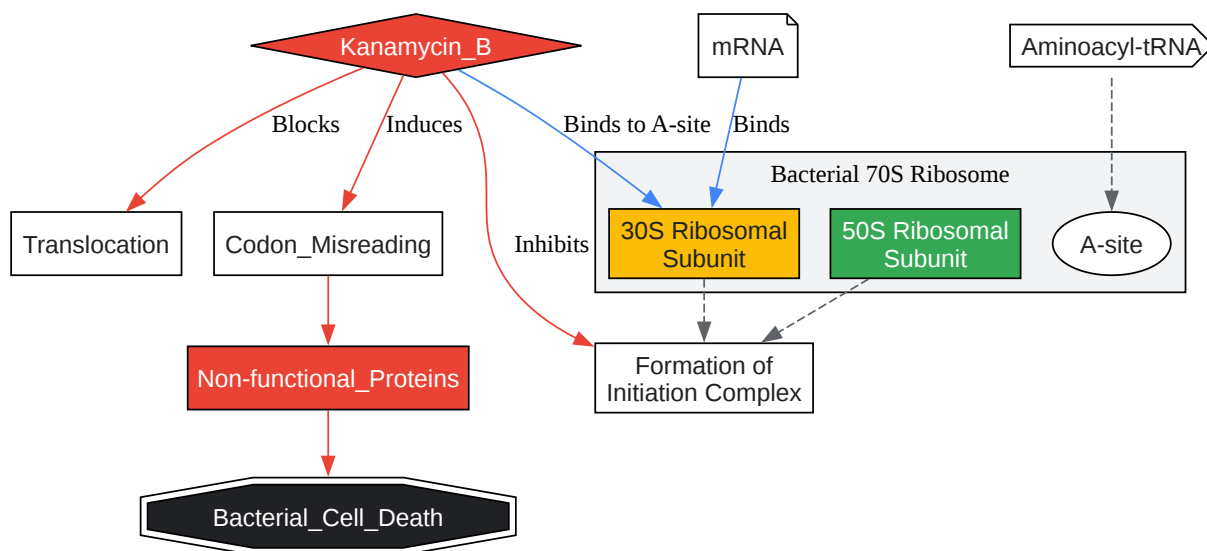 Kanamycin_B
mRNA
Aminoacyl-tRNA
Blocks
Induces
Binds to A-site
Binds
Bacterial 70S Ribosome
Translocation
Codon_Misreading
Inhibits
30S Ribosomal
Subunit
50S Ribosomal
Subunit
A-site
Non-functional_Proteins
Formation of
Initiation Complex
Bacterial_Cell_Death